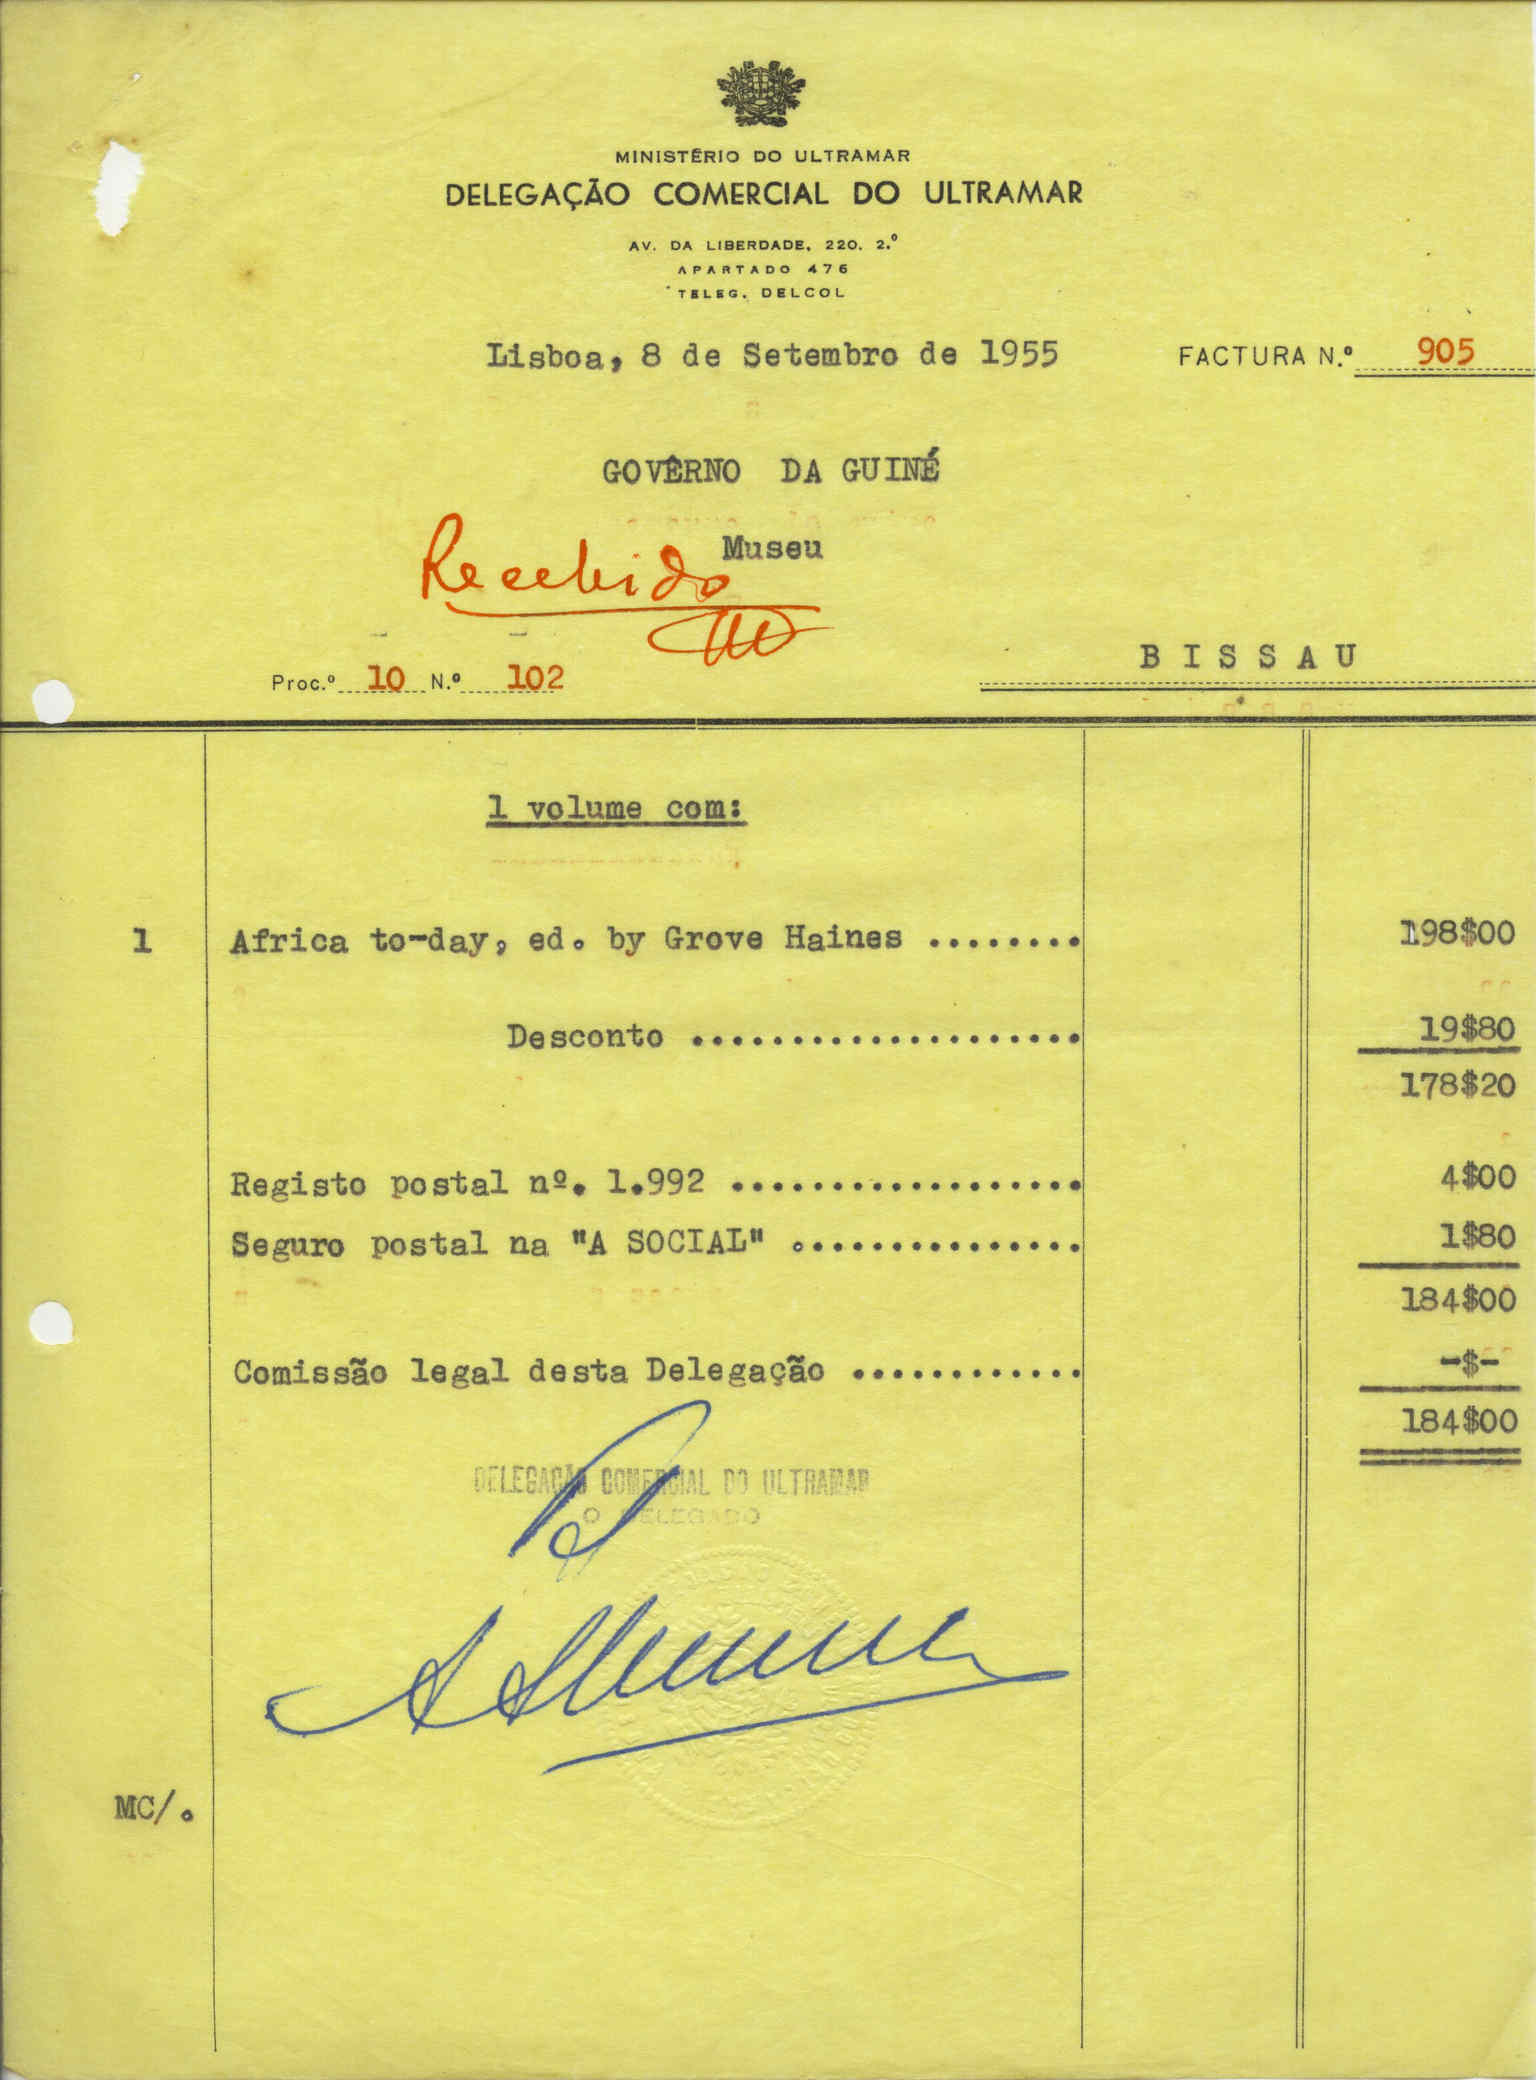 MINISTÉRIO DO ULTRAMAR
DELEGAÇÃO COMERCIAL DO ULTRAMAR
AV. DA LIBERDADE, 220, 2.º
APARTADO 476
TELEG. DELCOL
Lisboa, 8 de Setembro de 1955 FACTURA N.º 905
GOVÊRNO DA GUINÉ
Museu
Recebido
BISSAU
Proc.º 10 N.º 102
1 volume com:
1 Africa to-day, ed. by Grove Haines ........ 198$00
Desconto .................... 19$80
178$20
Registo postal nº. 1.992 .................. 4$00
Seguro postal na "A SOCIAL" ............... 1$80
184$00
Comissão legal desta Delegação ............ -$-
184$00
DELEGAÇÃO COMERCIAL DO ULTRAMAR
O DELEGADO
MC/.